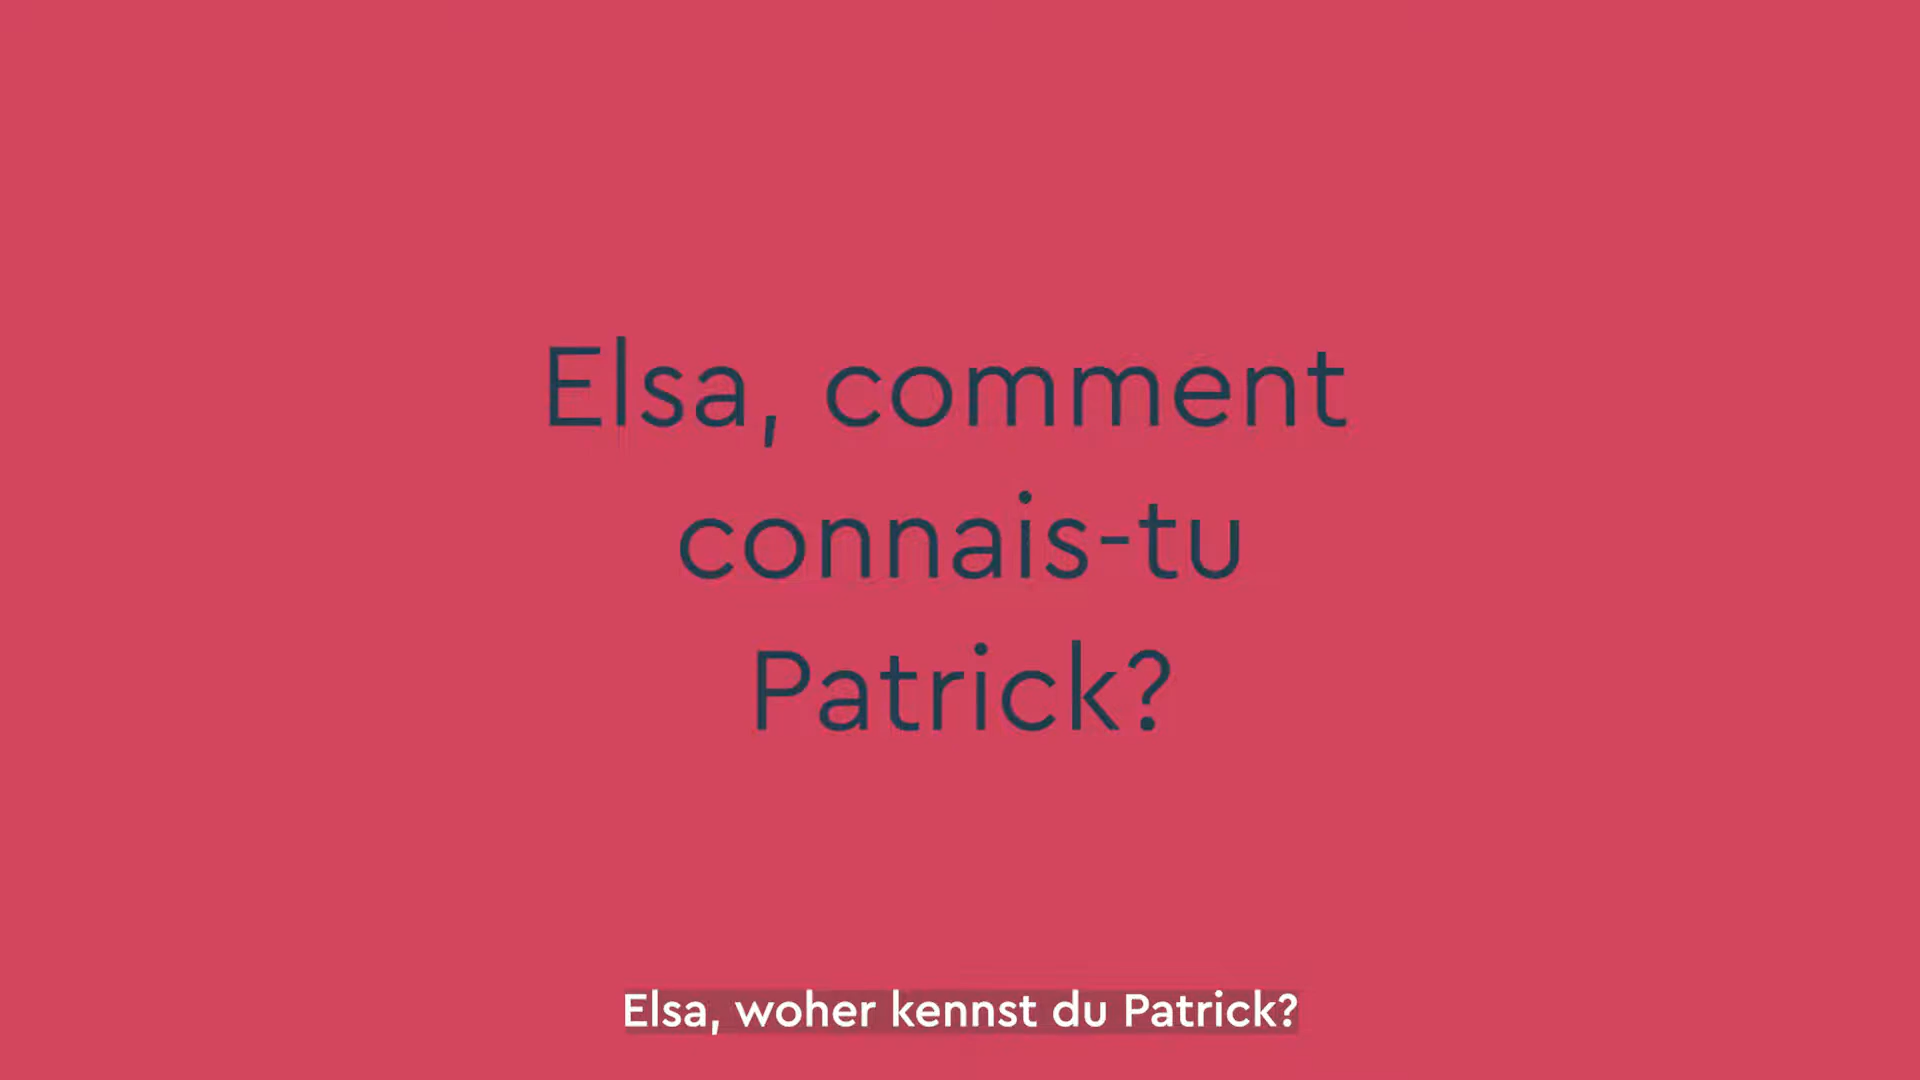 Elsa, comment
connais-tu
Patrick?
Elsa, woher kennst du Patrick?